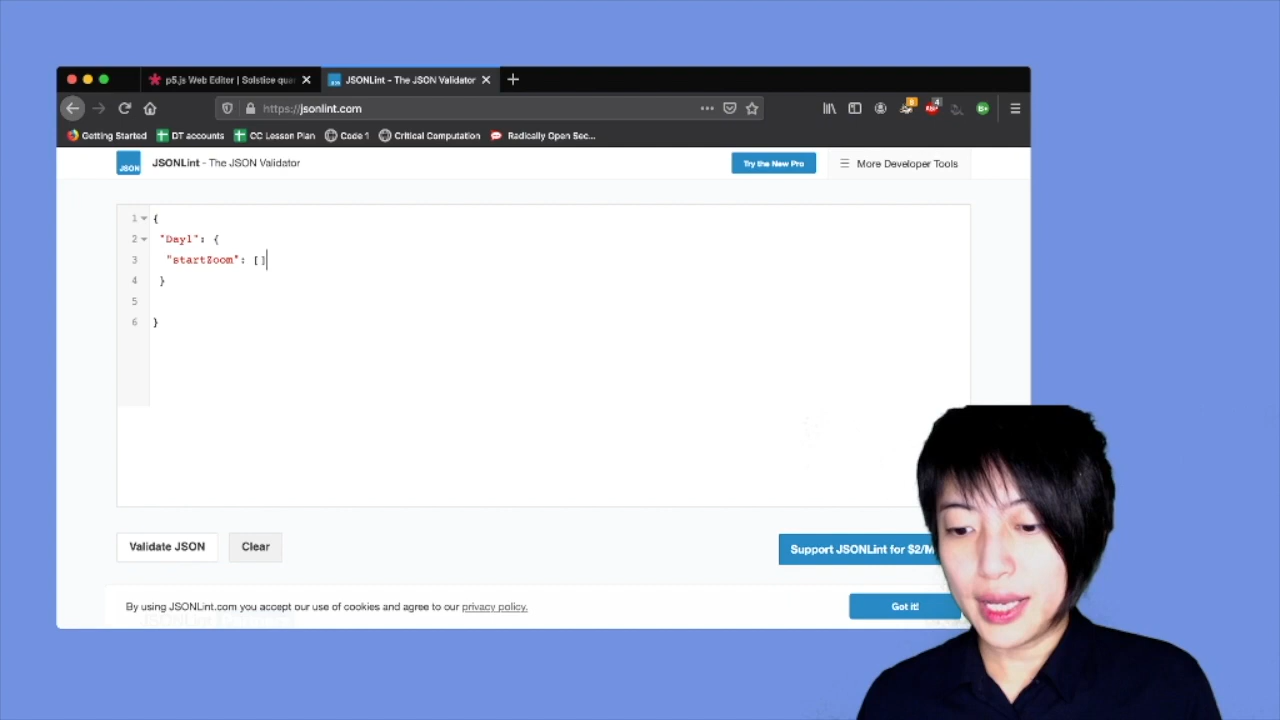 p5.js Web Editor | Solstice qua
JSONLint - The JSON Validator
https://jsonlint.com
Getting Started DT accounts CC Lesson Plan Code 1 Critical Computation Radically Open Sec...
JSON JSONLint - The JSON Validator
Try the New Pro
More Developer Tools
1 {
2 "Day1": {
3 "startZoom": []
4 }
5
6 }
Validate JSON
Clear
Support JSONLint for $2/M
By using JSONLint.com you accept our use of cookies and agree to our privacy policy.
Got it!